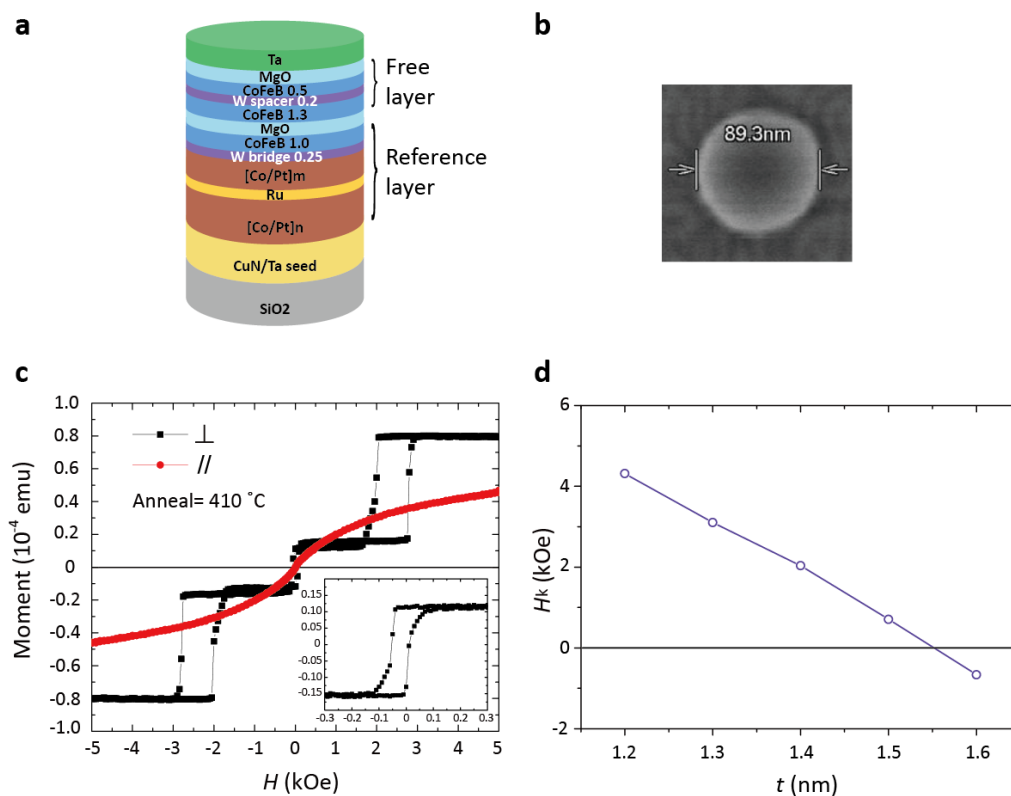 a
Ta
MgO
CoFeB 0.5
W spacer 0.2
CoFeB 1.3
MgO
CoFeB 1.0
W bridge 0.25
[Co/Pt]m
Ru
[Co/Pt]n
CuN/Ta seed
SiO2
Free
layer
Reference
layer
b
89.3nm
c
Moment (10⁻⁴ emu)
1.0
0.8
0.6
0.4
0.2
0
-0.2
-0.4
-0.6
-0.8
-1.0
⊥
//
Anneal= 410 °C
0.15
0.10
0.05
0
0.05
0.10
-0.15
-0.3 -0.2 -0.1 0 0.1 0.2 0.3
-5 -4 -3 -2 -1 0 1 2 3 4 5
H (kOe)
d
Hk (kOe)
6
4
2
0
-2
1.2 1.3 1.4 1.5 1.6
t (nm)